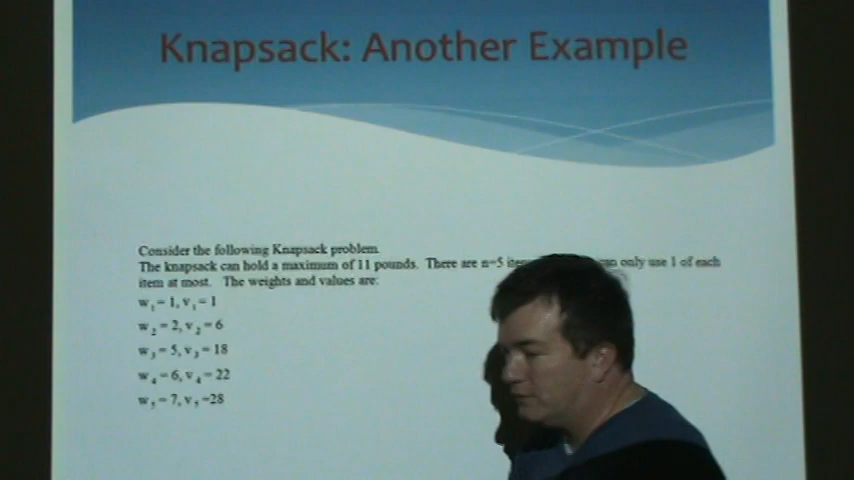 Knapsack: Another Example
Consider the following Knapsack problem.
The knapsack can hold a maximum of 11 pounds. There are n=5 can only use 1 of each
item at most. The weights and values are:
w₁ = 1, v₁ = 1
w₂ = 2, v₂ = 6
w₃ = 5, v₃ = 18
w₄ = 6, v₄ = 22
w₅ = 7, v₅ =28